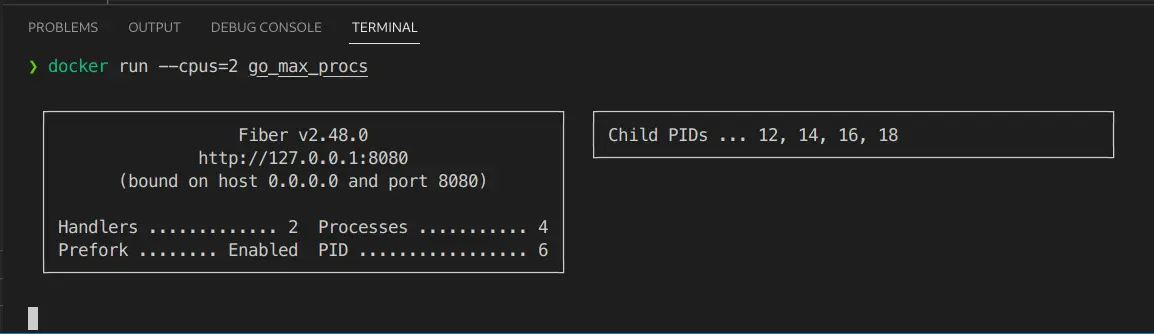 PROBLEMS OUTPUT DEBUG CONSOLE TERMINAL
❯ docker run --cpus=2 go_max_procs
Fiber v2.48.0
http://127.0.0.1:8080
(bound on host 0.0.0.0 and port 8080)
Handlers ............. 2 Processes ........... 4
Prefork ........ Enabled PID ................. 6
Child PIDs ... 12, 14, 16, 18